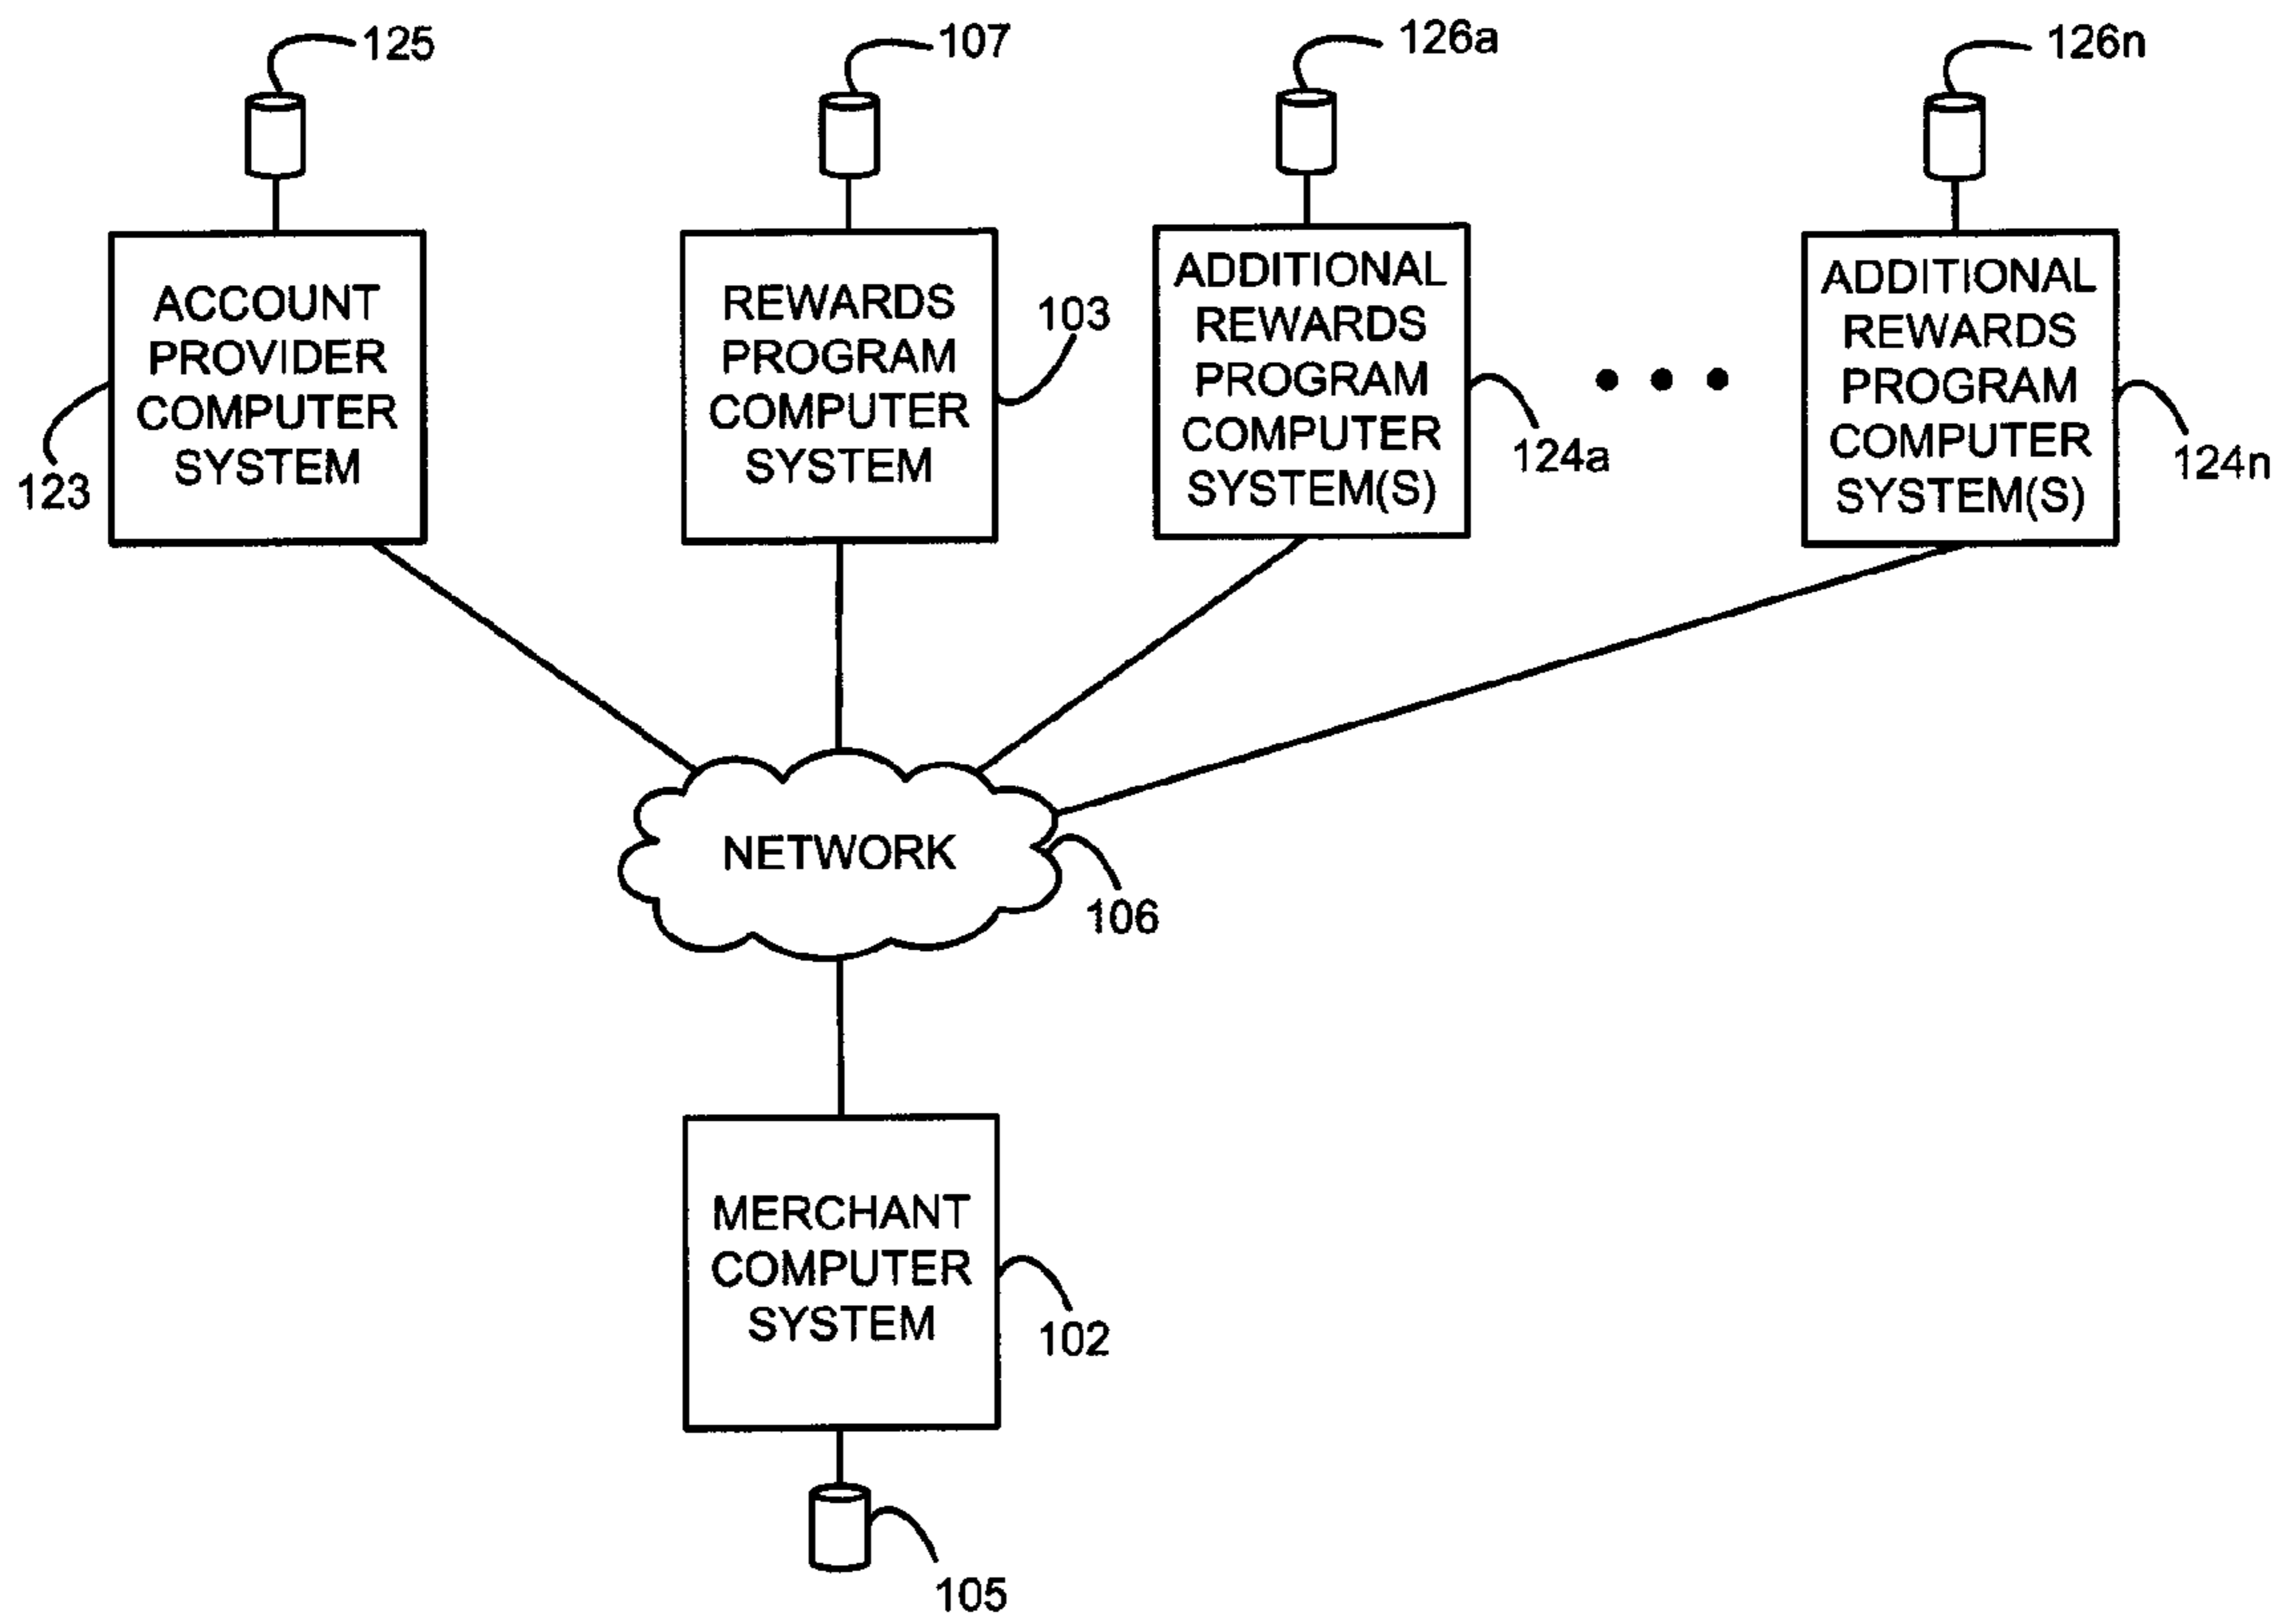 125
107
126a
126n
ACCOUNT
PROVIDER
COMPUTER
SYSTEM
123
REWARDS
PROGRAM
COMPUTER
SYSTEM
103
ADDITIONAL
REWARDS
PROGRAM
COMPUTER
SYSTEM(S)
124a
ADDITIONAL
REWARDS
PROGRAM
COMPUTER
SYSTEM(S)
124n
NETWORK
106
MERCHANT
COMPUTER
SYSTEM
102
105